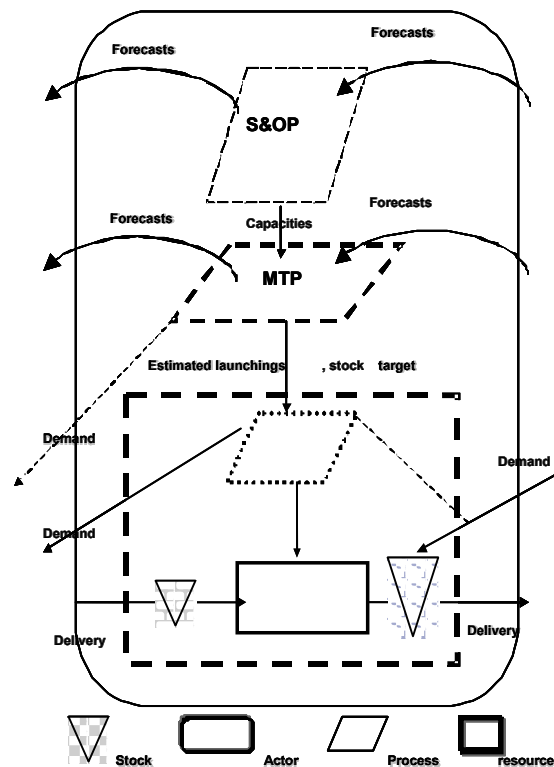 Forecasts
Forecasts
S&OP
Forecasts
Capacities
Forecasts
MTP
Estimated launchings , stock target
Demand
Demand
Demand
Delivery
Delivery
Stock
Actor
Process
resource